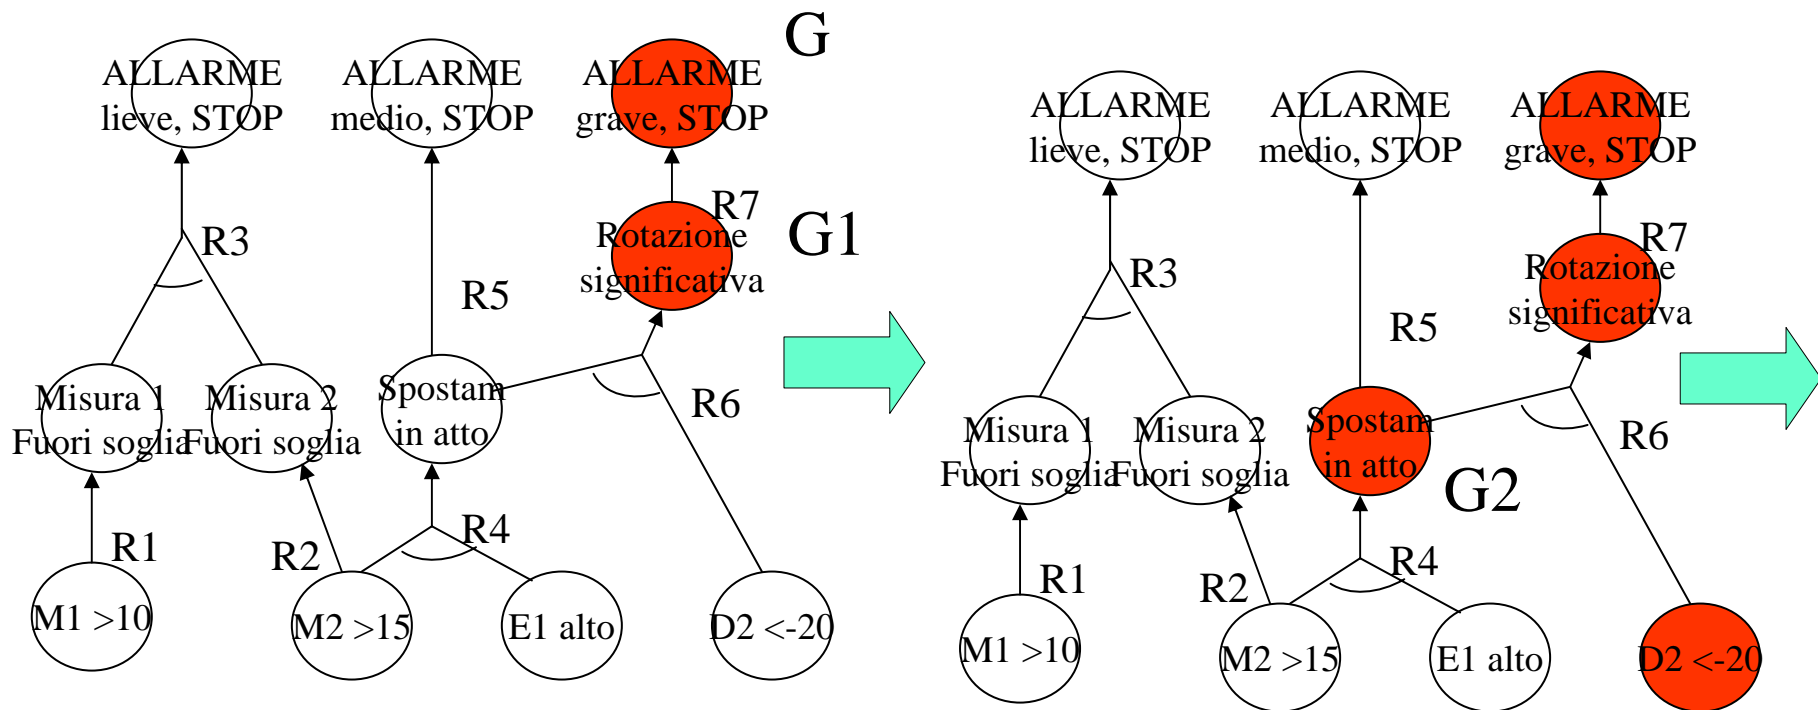 G
ALLARME
lieve, STOP
ALLARME
medio, STOP
ALLARME
grave, STOP
R7
G1
Rotazione
significativa
R3
R5
Misura 1
Fuori soglia
Misura 2
Fuori soglia
Spostam
in atto
R6
R4
R1
R2
M1 >10
M2 >15
E1 alto
D2 <-20
ALLARME
lieve, STOP
ALLARME
medio, STOP
ALLARME
grave, STOP
R7
Rotazione
significativa
R3
R5
Misura 1
Fuori soglia
Misura 2
Fuori soglia
Spostam
in atto
R6
G2
R4
R1
R2
M1 >10
M2 >15
E1 alto
D2 <-20